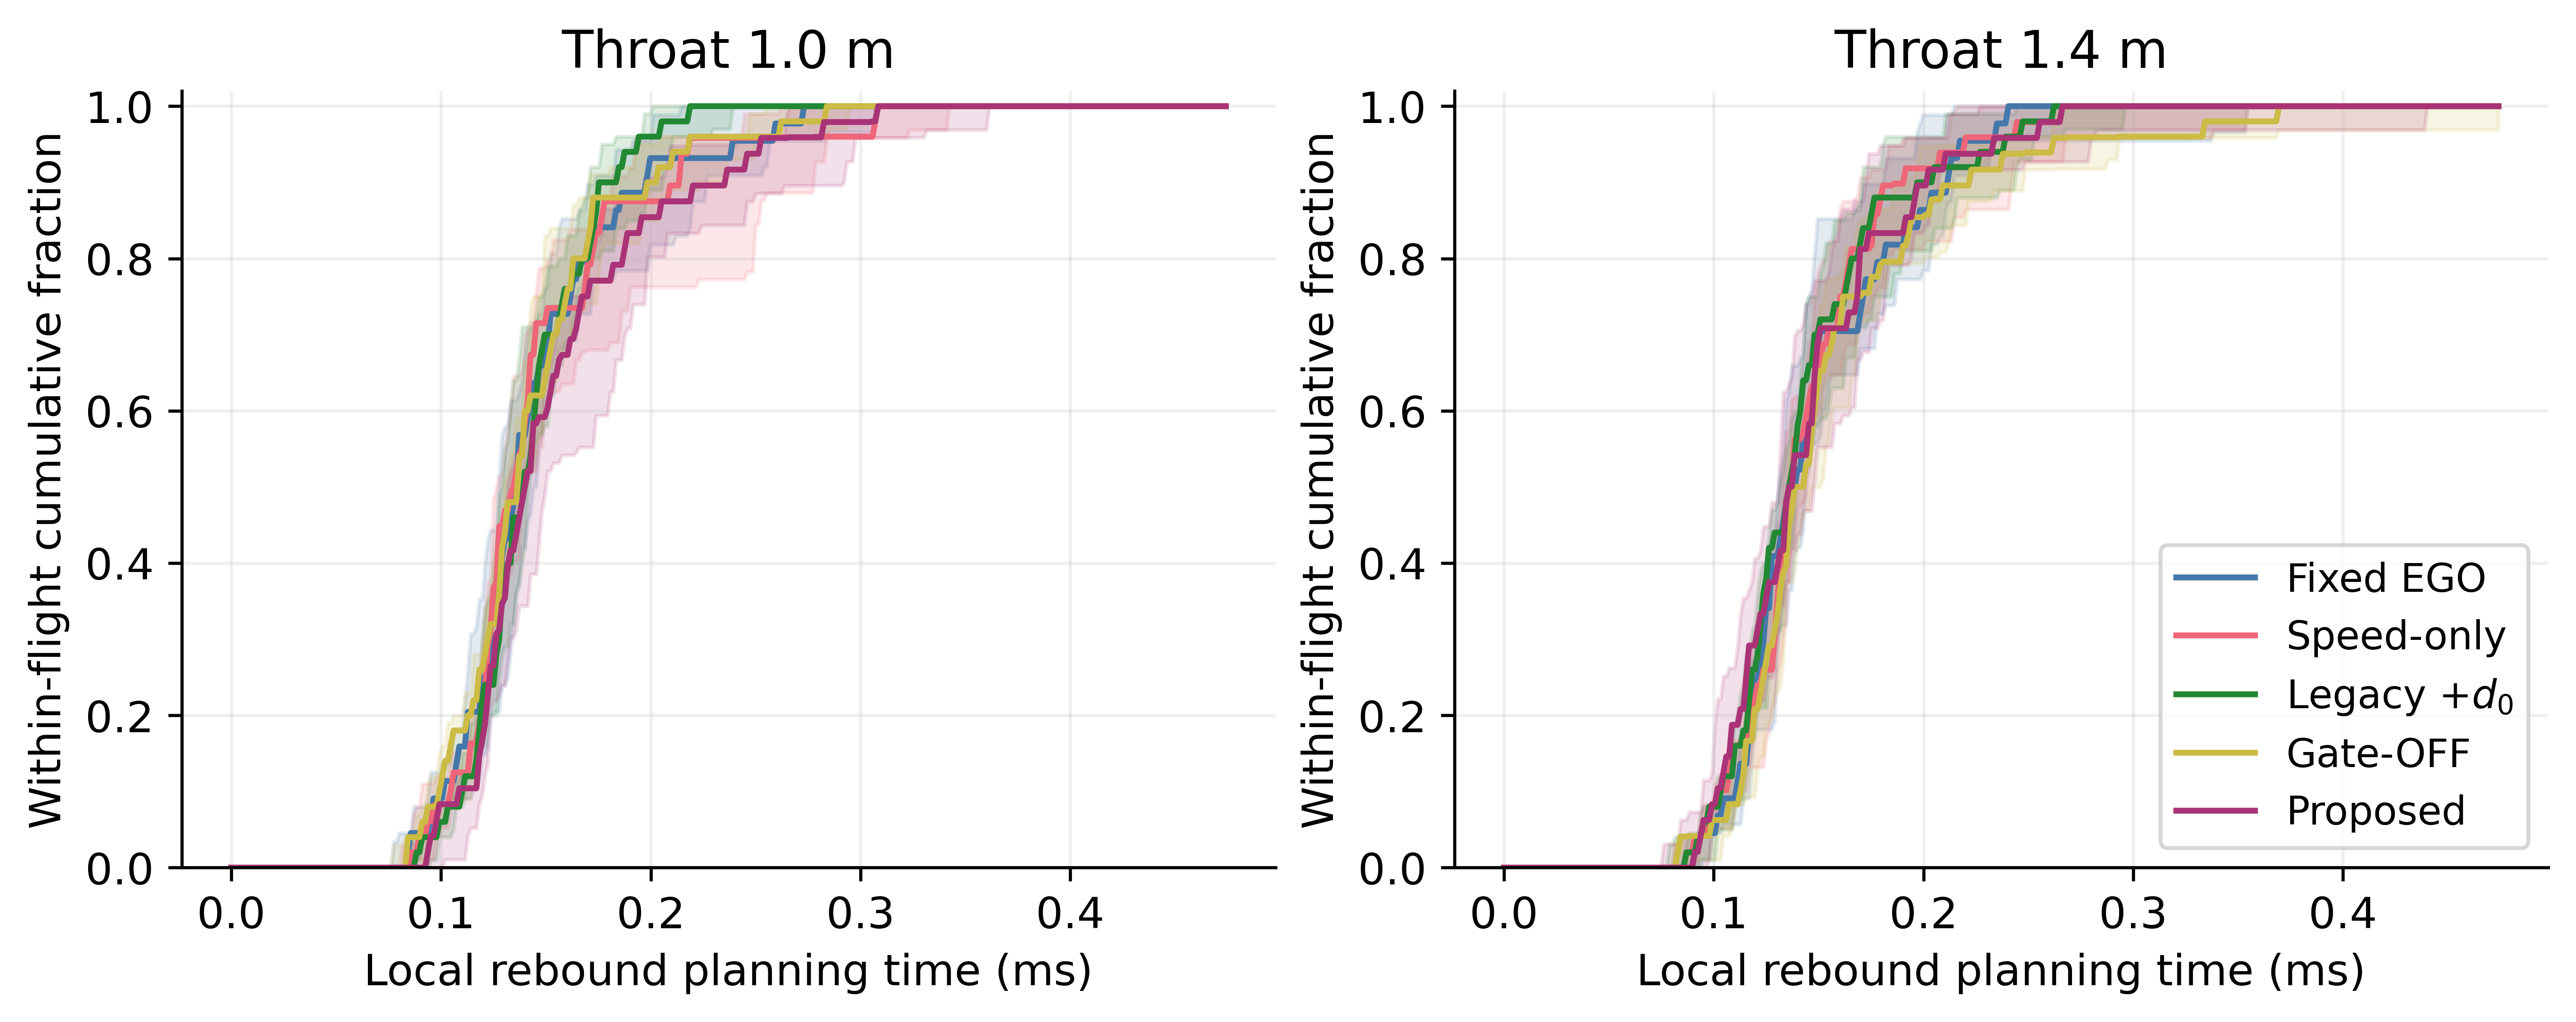 Throat 1.0 m
Within-flight cumulative fraction
1.0
0.8
0.6
0.4
0.2
0.0
0.0 0.1 0.2 0.3 0.4
Local rebound planning time (ms)
Throat 1.4 m
Within-flight cumulative fraction
1.0
0.8
0.6
0.4
0.2
0.0
Fixed EGO
Speed-only
Legacy +d₀
Gate-OFF
Proposed
0.0 0.1 0.2 0.3 0.4
Local rebound planning time (ms)